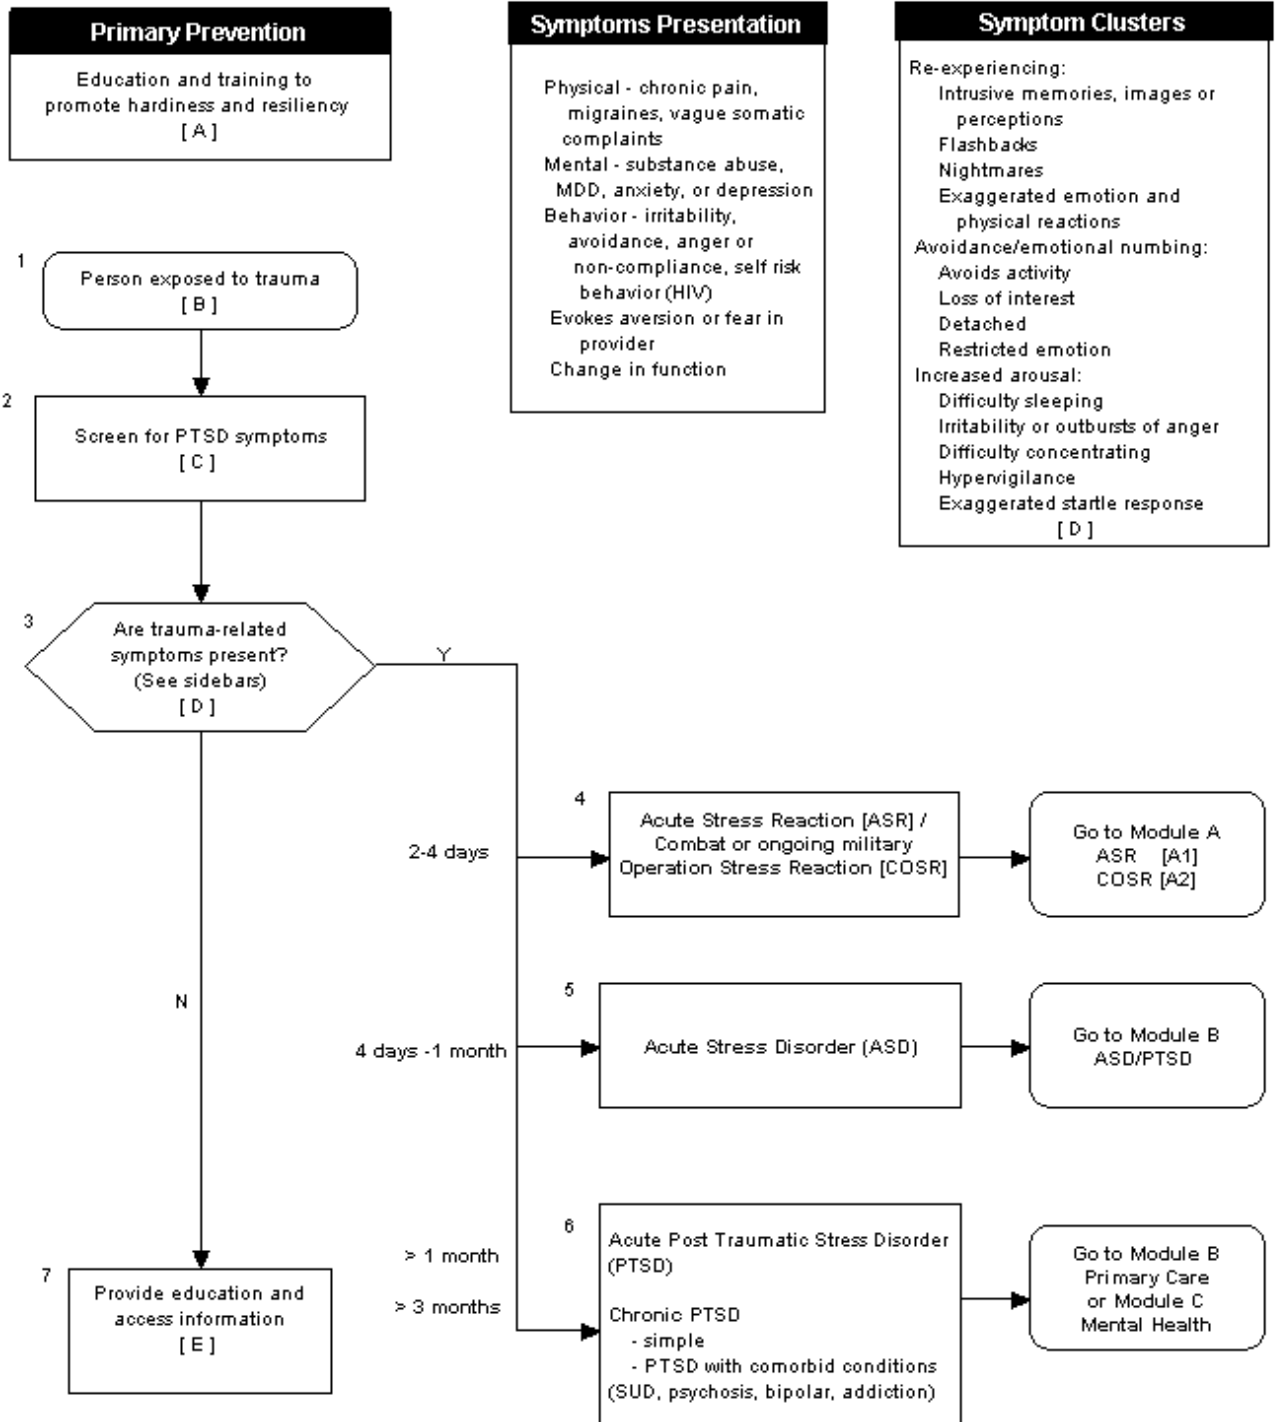 Primary Prevention
Education and training to
promote hardiness and resiliency
[ A ]
Symptoms Presentation
Physical - chronic pain,
migraines, vague somatic
complaints
Mental - substance abuse,
MDD, anxiety, or depression
Behavior - irritability,
avoidance, anger or
non-compliance, self risk
behavior (HIV)
Evokes aversion or fear in
provider
Change in function
Symptom Clusters
Re-experiencing:
Intrusive memories, images or
perceptions
Flashbacks
Nightmares
Exaggerated emotion and
physical reactions
Avoidance/emotional numbing:
Avoids activity
Loss of interest
Detached
Restricted emotion
Increased arousal:
Difficulty sleeping
Irritability or outbursts of anger
Difficulty concentrating
Hypervigilance
Exaggerated startle response
[ D ]
1
Person exposed to trauma
[ B ]
2
Screen for PTSD symptoms
[ C ]
3
Are trauma-related
symptoms present?
(See sidebars)
[ D ]
Y
N
2-4 days
4
Acute Stress Reaction [ASR] /
Combat or ongoing military
Operation Stress Reaction [COSR]
Go to Module A
ASR [A1]
COSR [A2]
4 days -1 month
5
Acute Stress Disorder (ASD)
Go to Module B
ASD/PTSD
> 1 month
> 3 months
6
Acute Post Traumatic Stress Disorder
(PTSD)
Chronic PTSD
- simple
- PTSD with comorbid conditions
(SUD, psychosis, bipolar, addiction)
Go to Module B
Primary Care
or Module C
Mental Health
7
Provide education and
access information
[ E ]